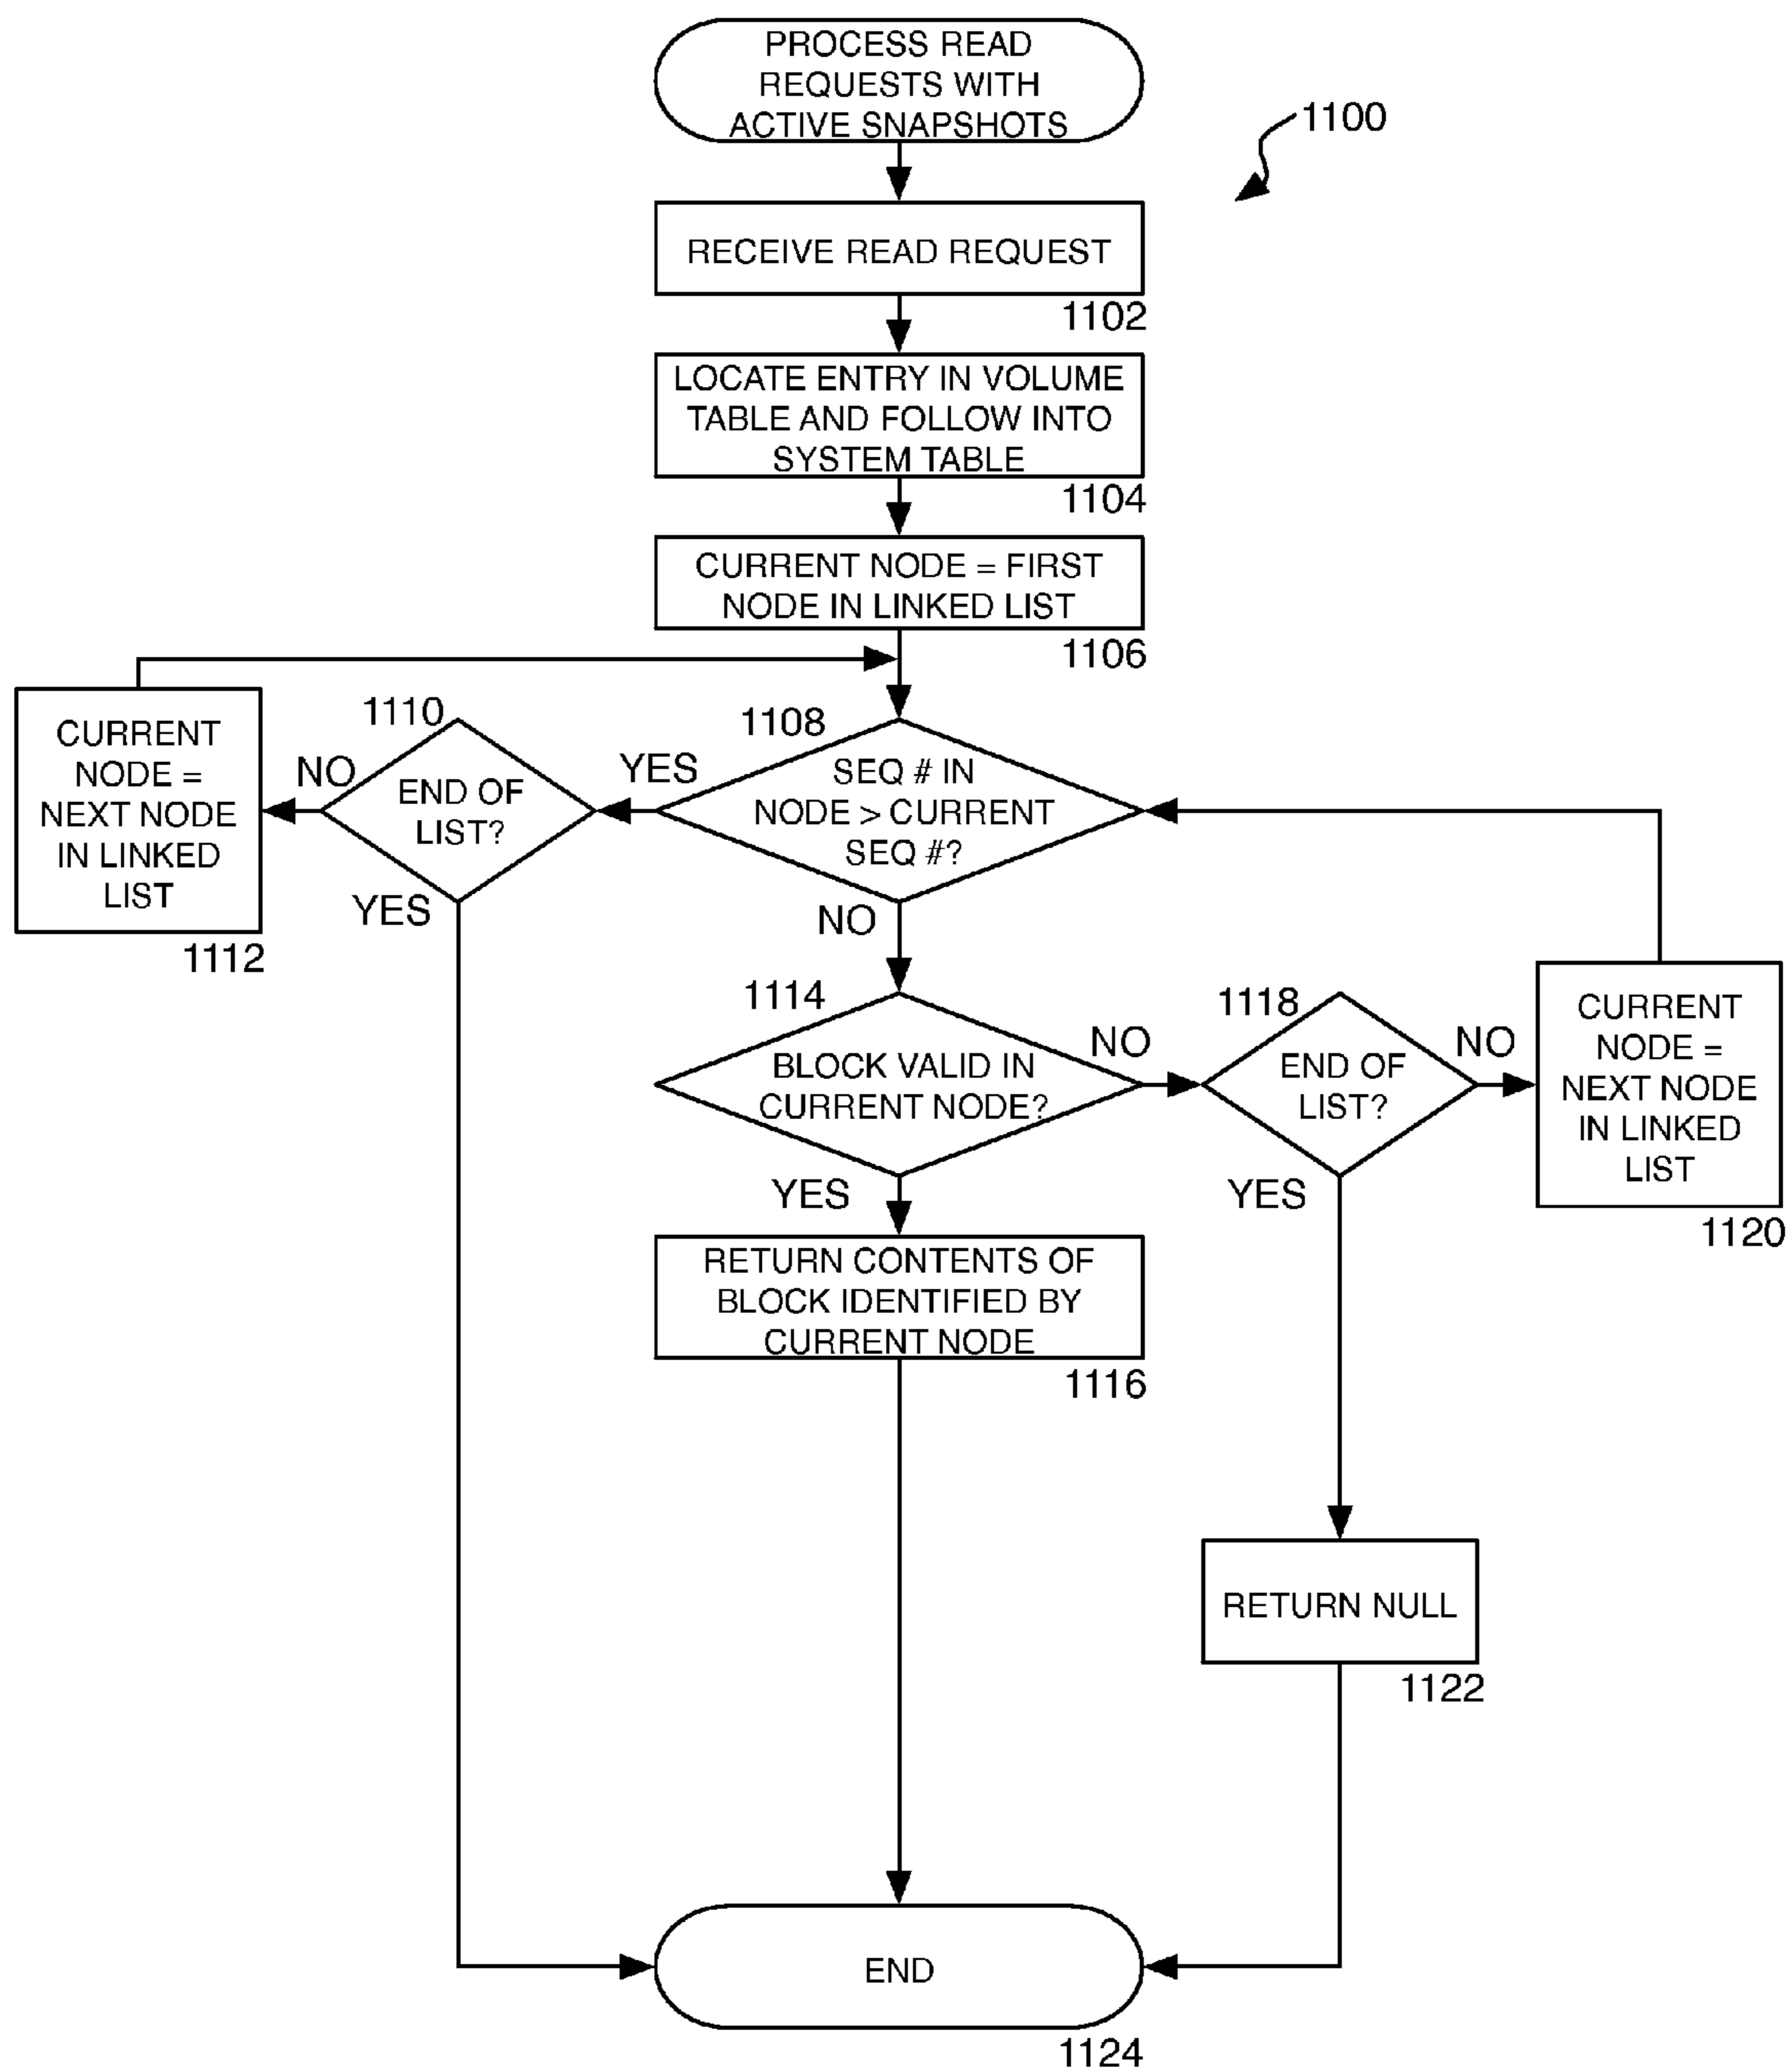 PROCESS READ
REQUESTS WITH
ACTIVE SNAPSHOTS
1100
RECEIVE READ REQUEST
1102
LOCATE ENTRY IN VOLUME
TABLE AND FOLLOW INTO
SYSTEM TABLE
1104
CURRENT NODE = FIRST
NODE IN LINKED LIST
1106
CURRENT
NODE =
NEXT NODE
IN LINKED
LIST
1112
NO
1110
END OF
LIST?
YES
YES
1108
SEQ # IN
NODE > CURRENT
SEQ #?
NO
1114
BLOCK VALID IN
CURRENT NODE?
NO
YES
1118
END OF
LIST?
NO
YES
CURRENT
NODE =
NEXT NODE
IN LINKED
LIST
1120
RETURN CONTENTS OF
BLOCK IDENTIFIED BY
CURRENT NODE
1116
RETURN NULL
1122
END
1124